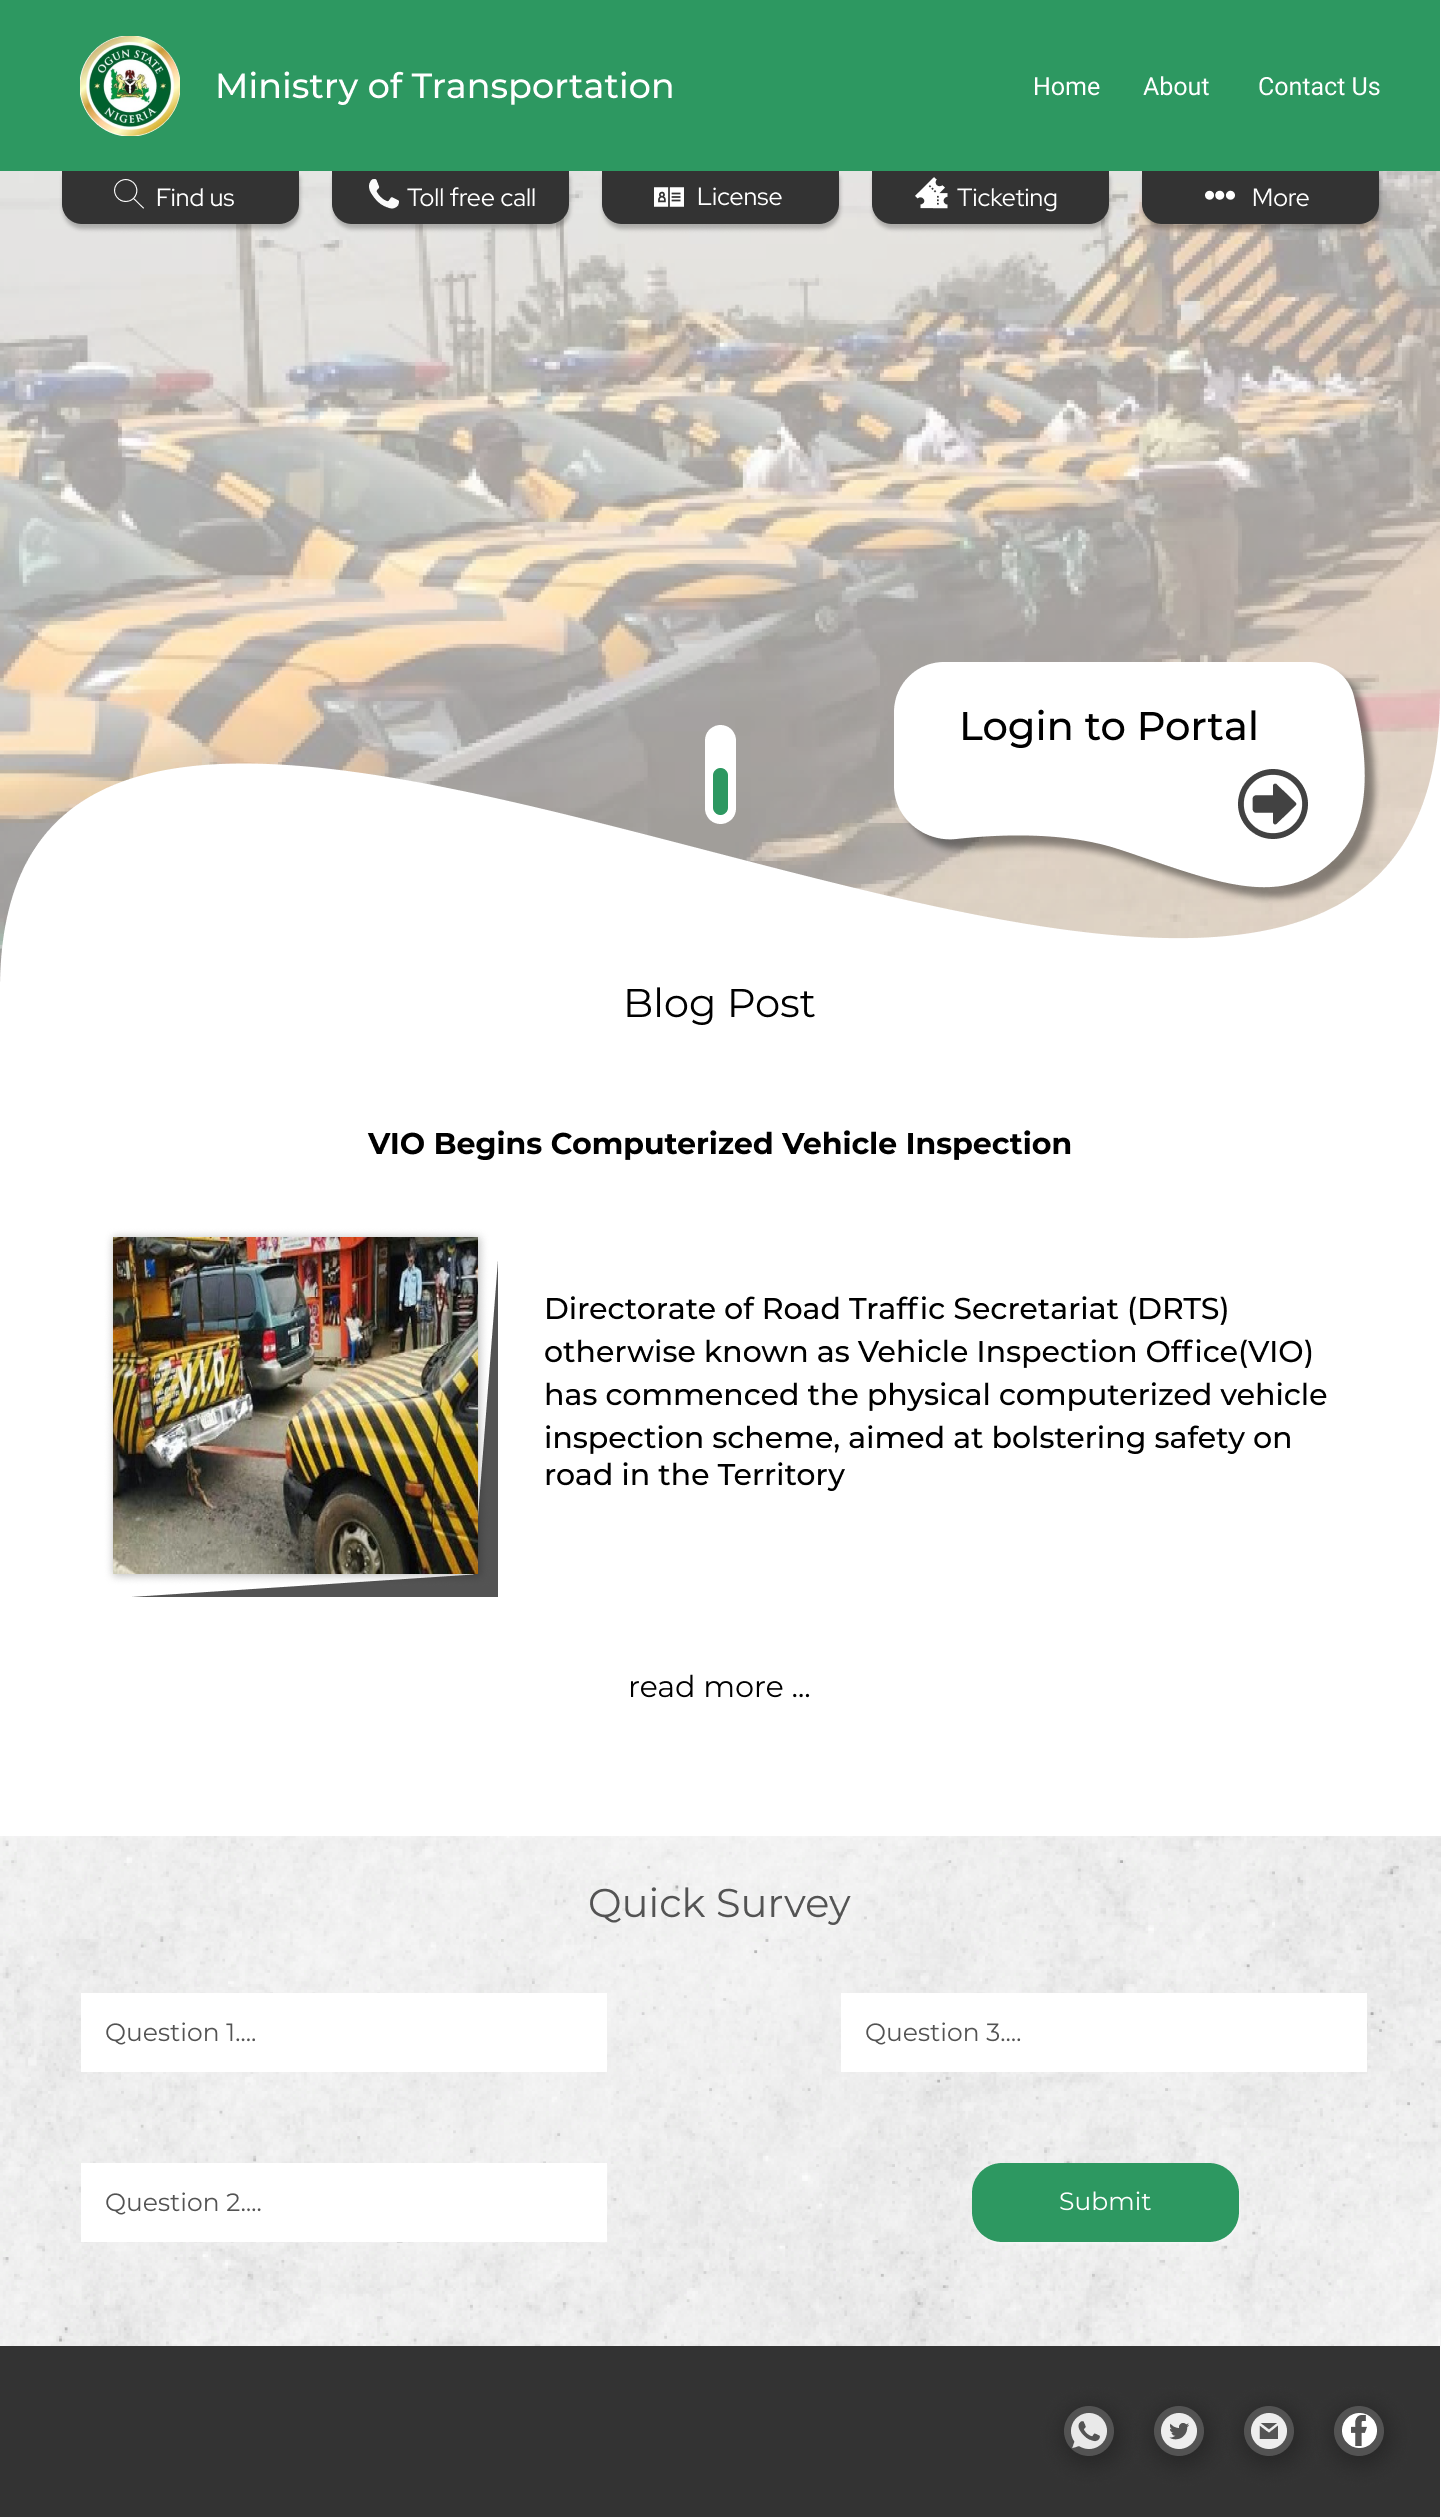 OGUN STATE
NIGERIA
Ministry of Transportation
Home
About
Contact Us
Find us
Toll free call
License
Ticketing
More
Login to Portal
Blog Post
VIO Begins Computerized Vehicle Inspection
V.I.O
Directorate of Road Traffic Secretariat (DRTS)
otherwise known as Vehicle Inspection Office(VIO)
has commenced the physical computerized vehicle
inspection scheme, aimed at bolstering safety on
road in the Territory
read more ...
Quick Survey
Question 1....
Question 3....
Question 2....
Submit